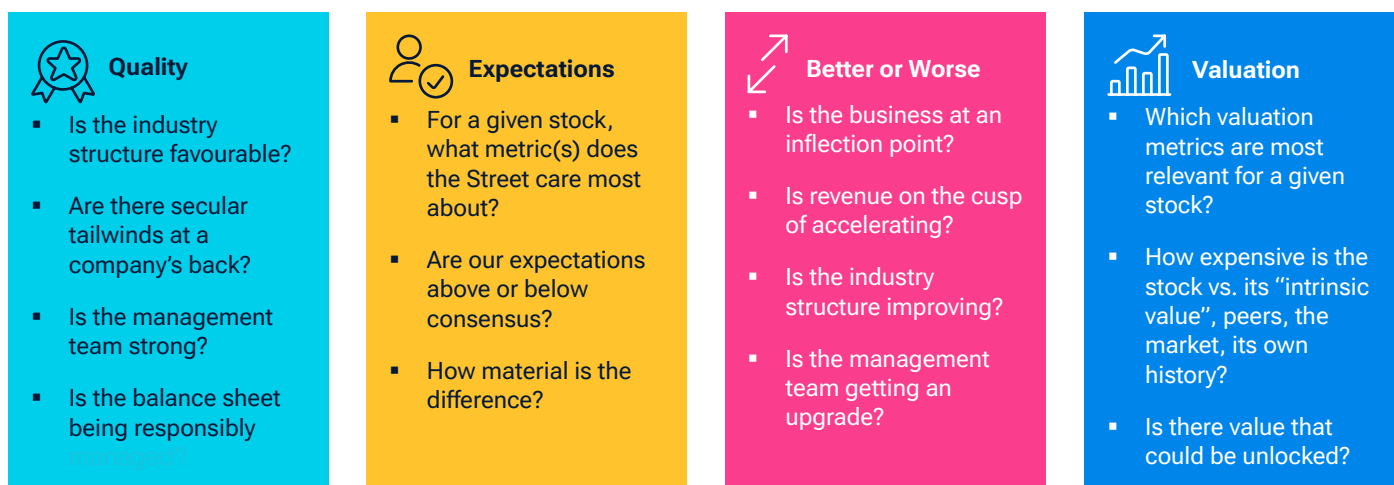 Quality
▪ Is the industry
structure favourable?
▪ Are there secular
tailwinds at a
company’s back?
▪ Is the management
team strong?
▪ Is the balance sheet
being responsibly
managed?
Expectations
▪ For a given stock,
what metric(s) does
the Street care most
about?
▪ Are our expectations
above or below
consensus?
▪ How material is the
difference?
Better or Worse
▪ Is the business at an
inflection point?
▪ Is revenue on the cusp
of accelerating?
▪ Is the industry
structure improving?
▪ Is the management
team getting an
upgrade?
Valuation
▪ Which valuation
metrics are most
relevant for a given
stock?
▪ How expensive is the
stock vs. its “intrinsic
value”, peers, the
market, its own
history?
▪ Is there value that
could be unlocked?